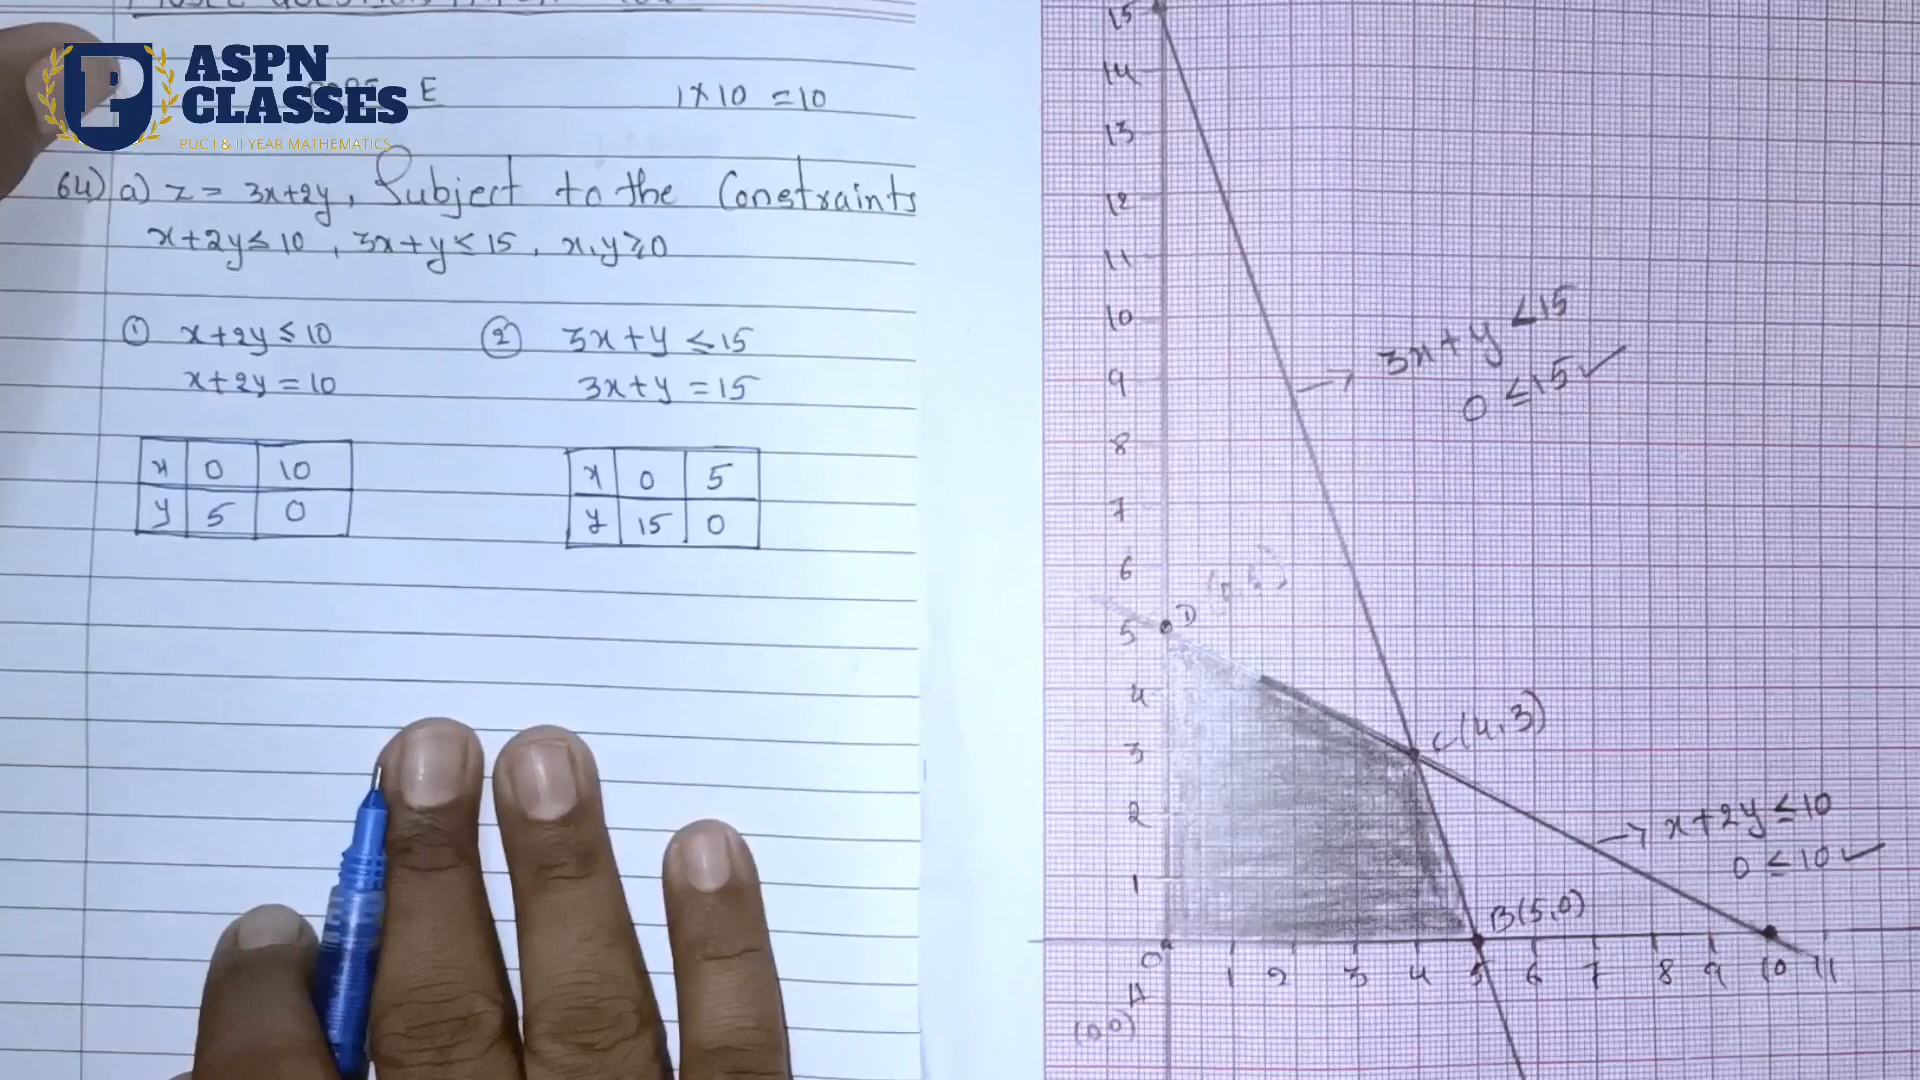 ASPN
CLASSES
PUC I & II YEAR MATHEMATICS
E 1×10 = 10
64) a) z = 3x+2y, Subject to the Constraints
x+2y≤10, 3x+y≤15, x,y≥0
① x+2y≤10
x+2y=10
② 3x+y≤15
3x+y=15
x 0 10
y 5 0
x 0 5
y 15 0
15
14
13
12
11
10
9
8
7
6
5
4
3
2
1
3x+y≤15
0≤15✓
D
C(4,3)
x+2y≤10
0≤10✓
B(5,0)
0 1 2 3 4 5 6 7 8 9 10 11
A
(0,0)